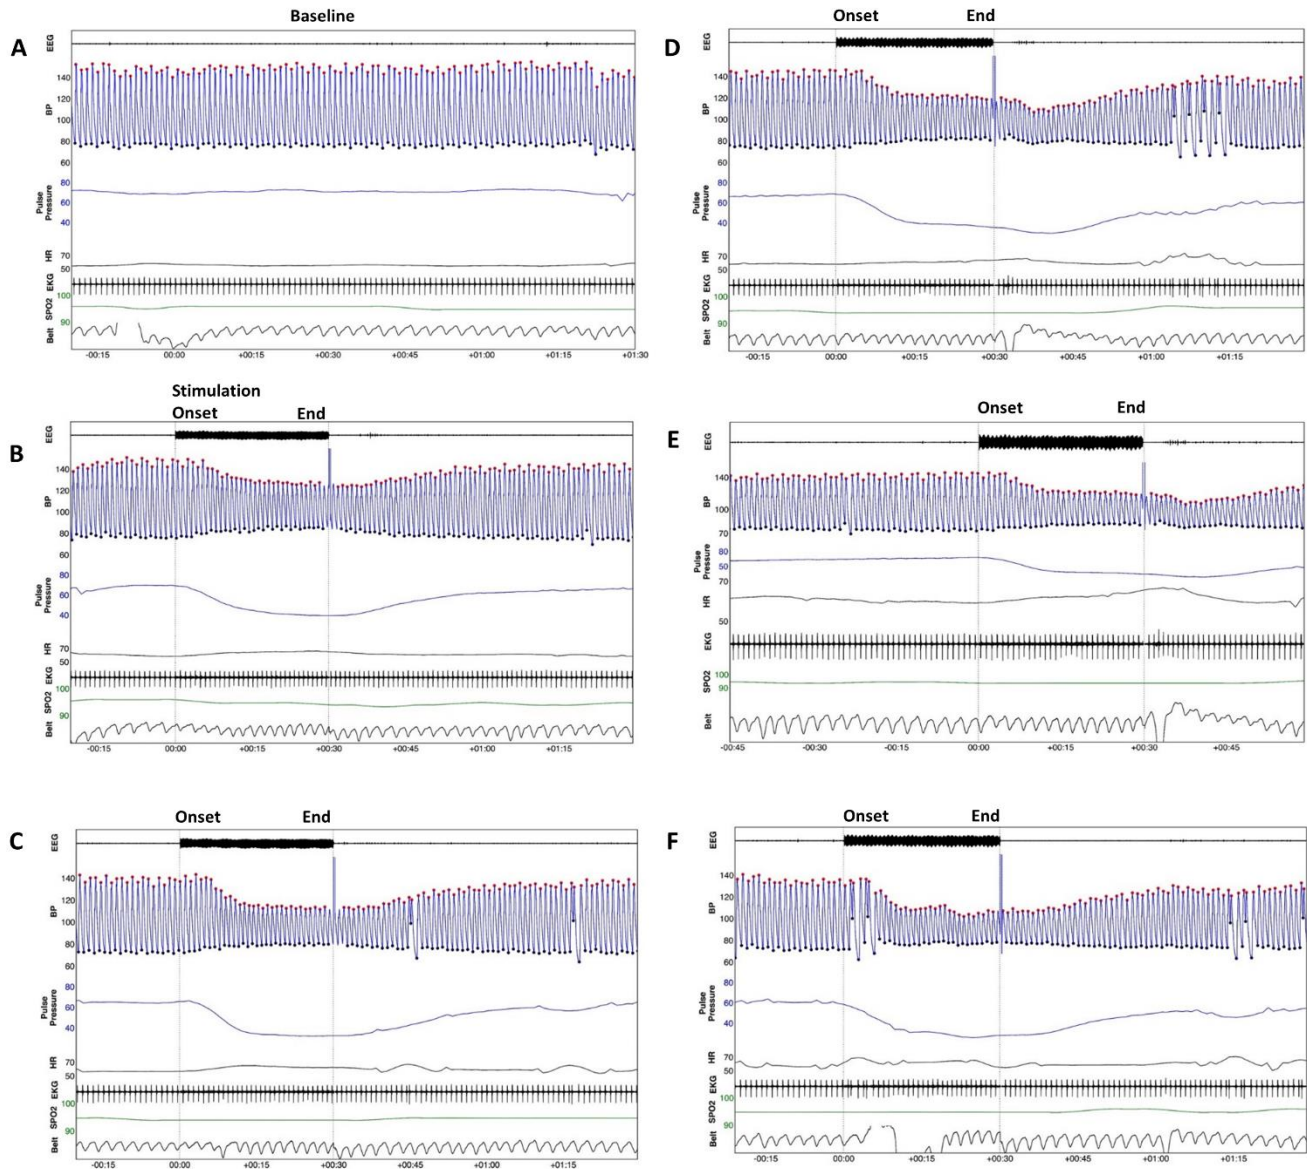 Baseline
A
EEG
140
120
BP
100
80
60
80
Pulse
Pressure
60
40
HR
70
50
EKG
100
SPO2
90
Belt
-00:15 00:00 +00:15 +00:30 +00:45 +01:00 +01:15 +01:30
Stimulation
Onset End
B
EEG
140
120
BP
100
80
60
80
Pulse
Pressure
60
40
HR
70
50
EKG
100
SPO2
90
Belt
-00:15 00:00 +00:15 +00:30 +00:45 +01:00 +01:15
Onset End
C
EEG
140
120
BP
100
80
60
80
Pulse
Pressure
60
40
HR
70
50
EKG
100
SPO2
90
Belt
-00:15 00:00 +00:15 +00:30 +00:45 +01:00 +01:15
Onset End
D
EEG
140
120
BP
100
80
60
80
Pulse
Pressure
60
40
HR
70
50
EKG
100
SPO2
90
Belt
-00:15 00:00 +00:15 +00:30 +00:45 +01:00 +01:15
Onset End
E
EEG
140
BP
100
70
80
Pulse
Pressure
50
70
HR
50
EKG
100
SPO2
90
Belt
-00:45 -00:30 -00:15 00:00 +00:15 +00:30 +00:45
Onset End
F
EEG
140
120
BP
100
80
60
80
Pulse
Pressure
60
40
HR
70
50
EKG
100
SPO2
90
Belt
-00:15 00:00 +00:15 +00:30 +00:45 +01:00 +01:15